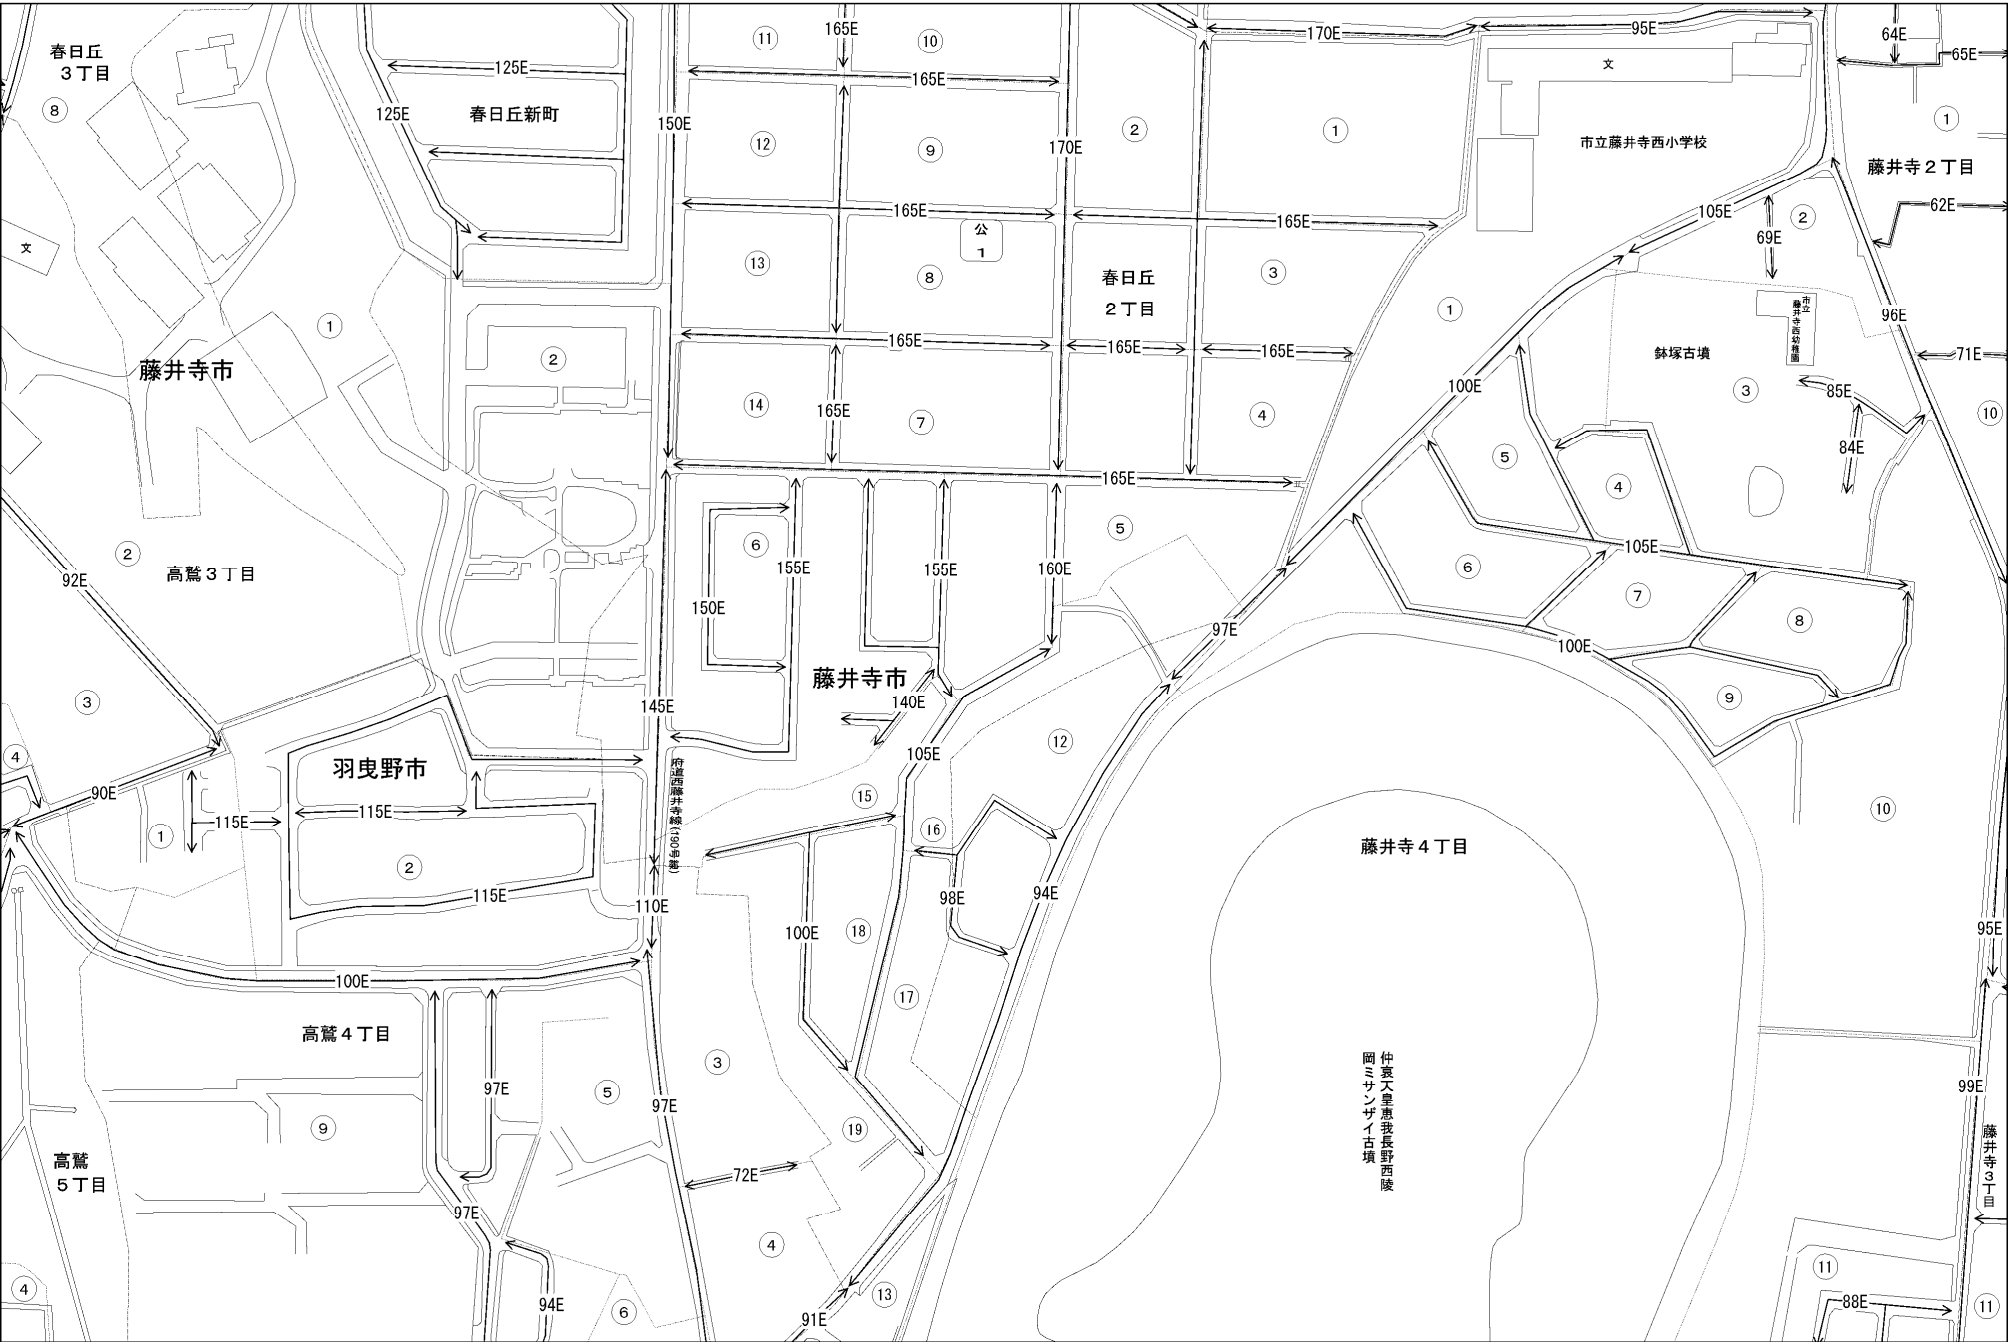 春日丘
３丁目
⑧
文
125E
125E
春日丘新町
150E
⑪
165E
⑩
165E
⑫
⑨
170E
②
①
170E
95E
文
市立藤井寺西小学校
64E
65E
①
藤井寺２丁目
62E
105E
②
69E
165E
165E
公
1
⑬
⑧
春日丘
２丁目
③
①
市立
藤井寺西幼稚園
96E
71E
鉢塚古墳
③
85E
84E
⑩
①
藤井寺市
②
165E
165E
165E
100E
⑭
165E
⑦
④
⑤
④
165E
⑤
②
高鷲３丁目
92E
⑥
155E
155E
160E
150E
105E
⑥
⑦
⑧
97E
100E
⑨
藤井寺市
140E
145E
③
④
羽曳野市
府道西藤井寺線(190号線)
105E
⑫
90E
115E
115E
①
②
115E
⑮
⑯
藤井寺４丁目
⑩
110E
98E
94E
100E
⑱
95E
100E
⑰
高鷲４丁目
③
仲哀天皇恵我長野西陵
岡ミサンザイ古墳
97E
⑤
97E
99E
⑨
⑲
藤井寺３丁目
高鷲
５丁目
72E
97E
④
④
⑪
94E
⑥
91E
⑬
88E
⑪